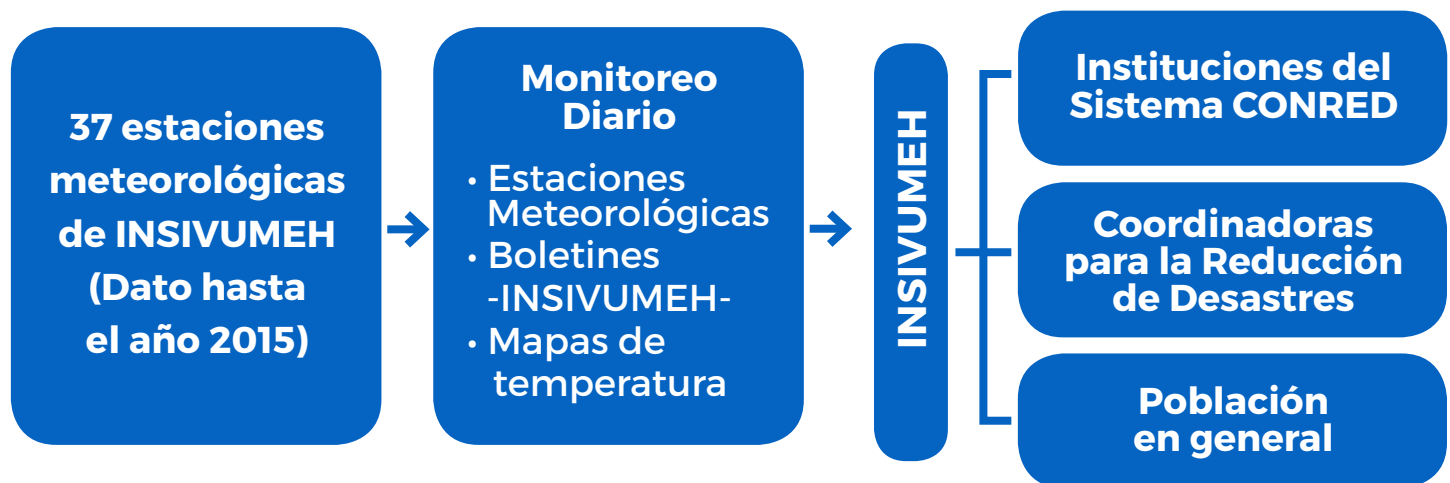 37 estaciones
meteorológicas
de INSIVUMEH
(Dato hasta
el año 2015)
Monitoreo
Diario
• Estaciones
Meteorológicas
• Boletines
-INSIVUMEH-
• Mapas de
temperatura
INSIVUMEH
Instituciones del
Sistema CONRED
Coordinadoras
para la Reducción
de Desastres
Población
en general